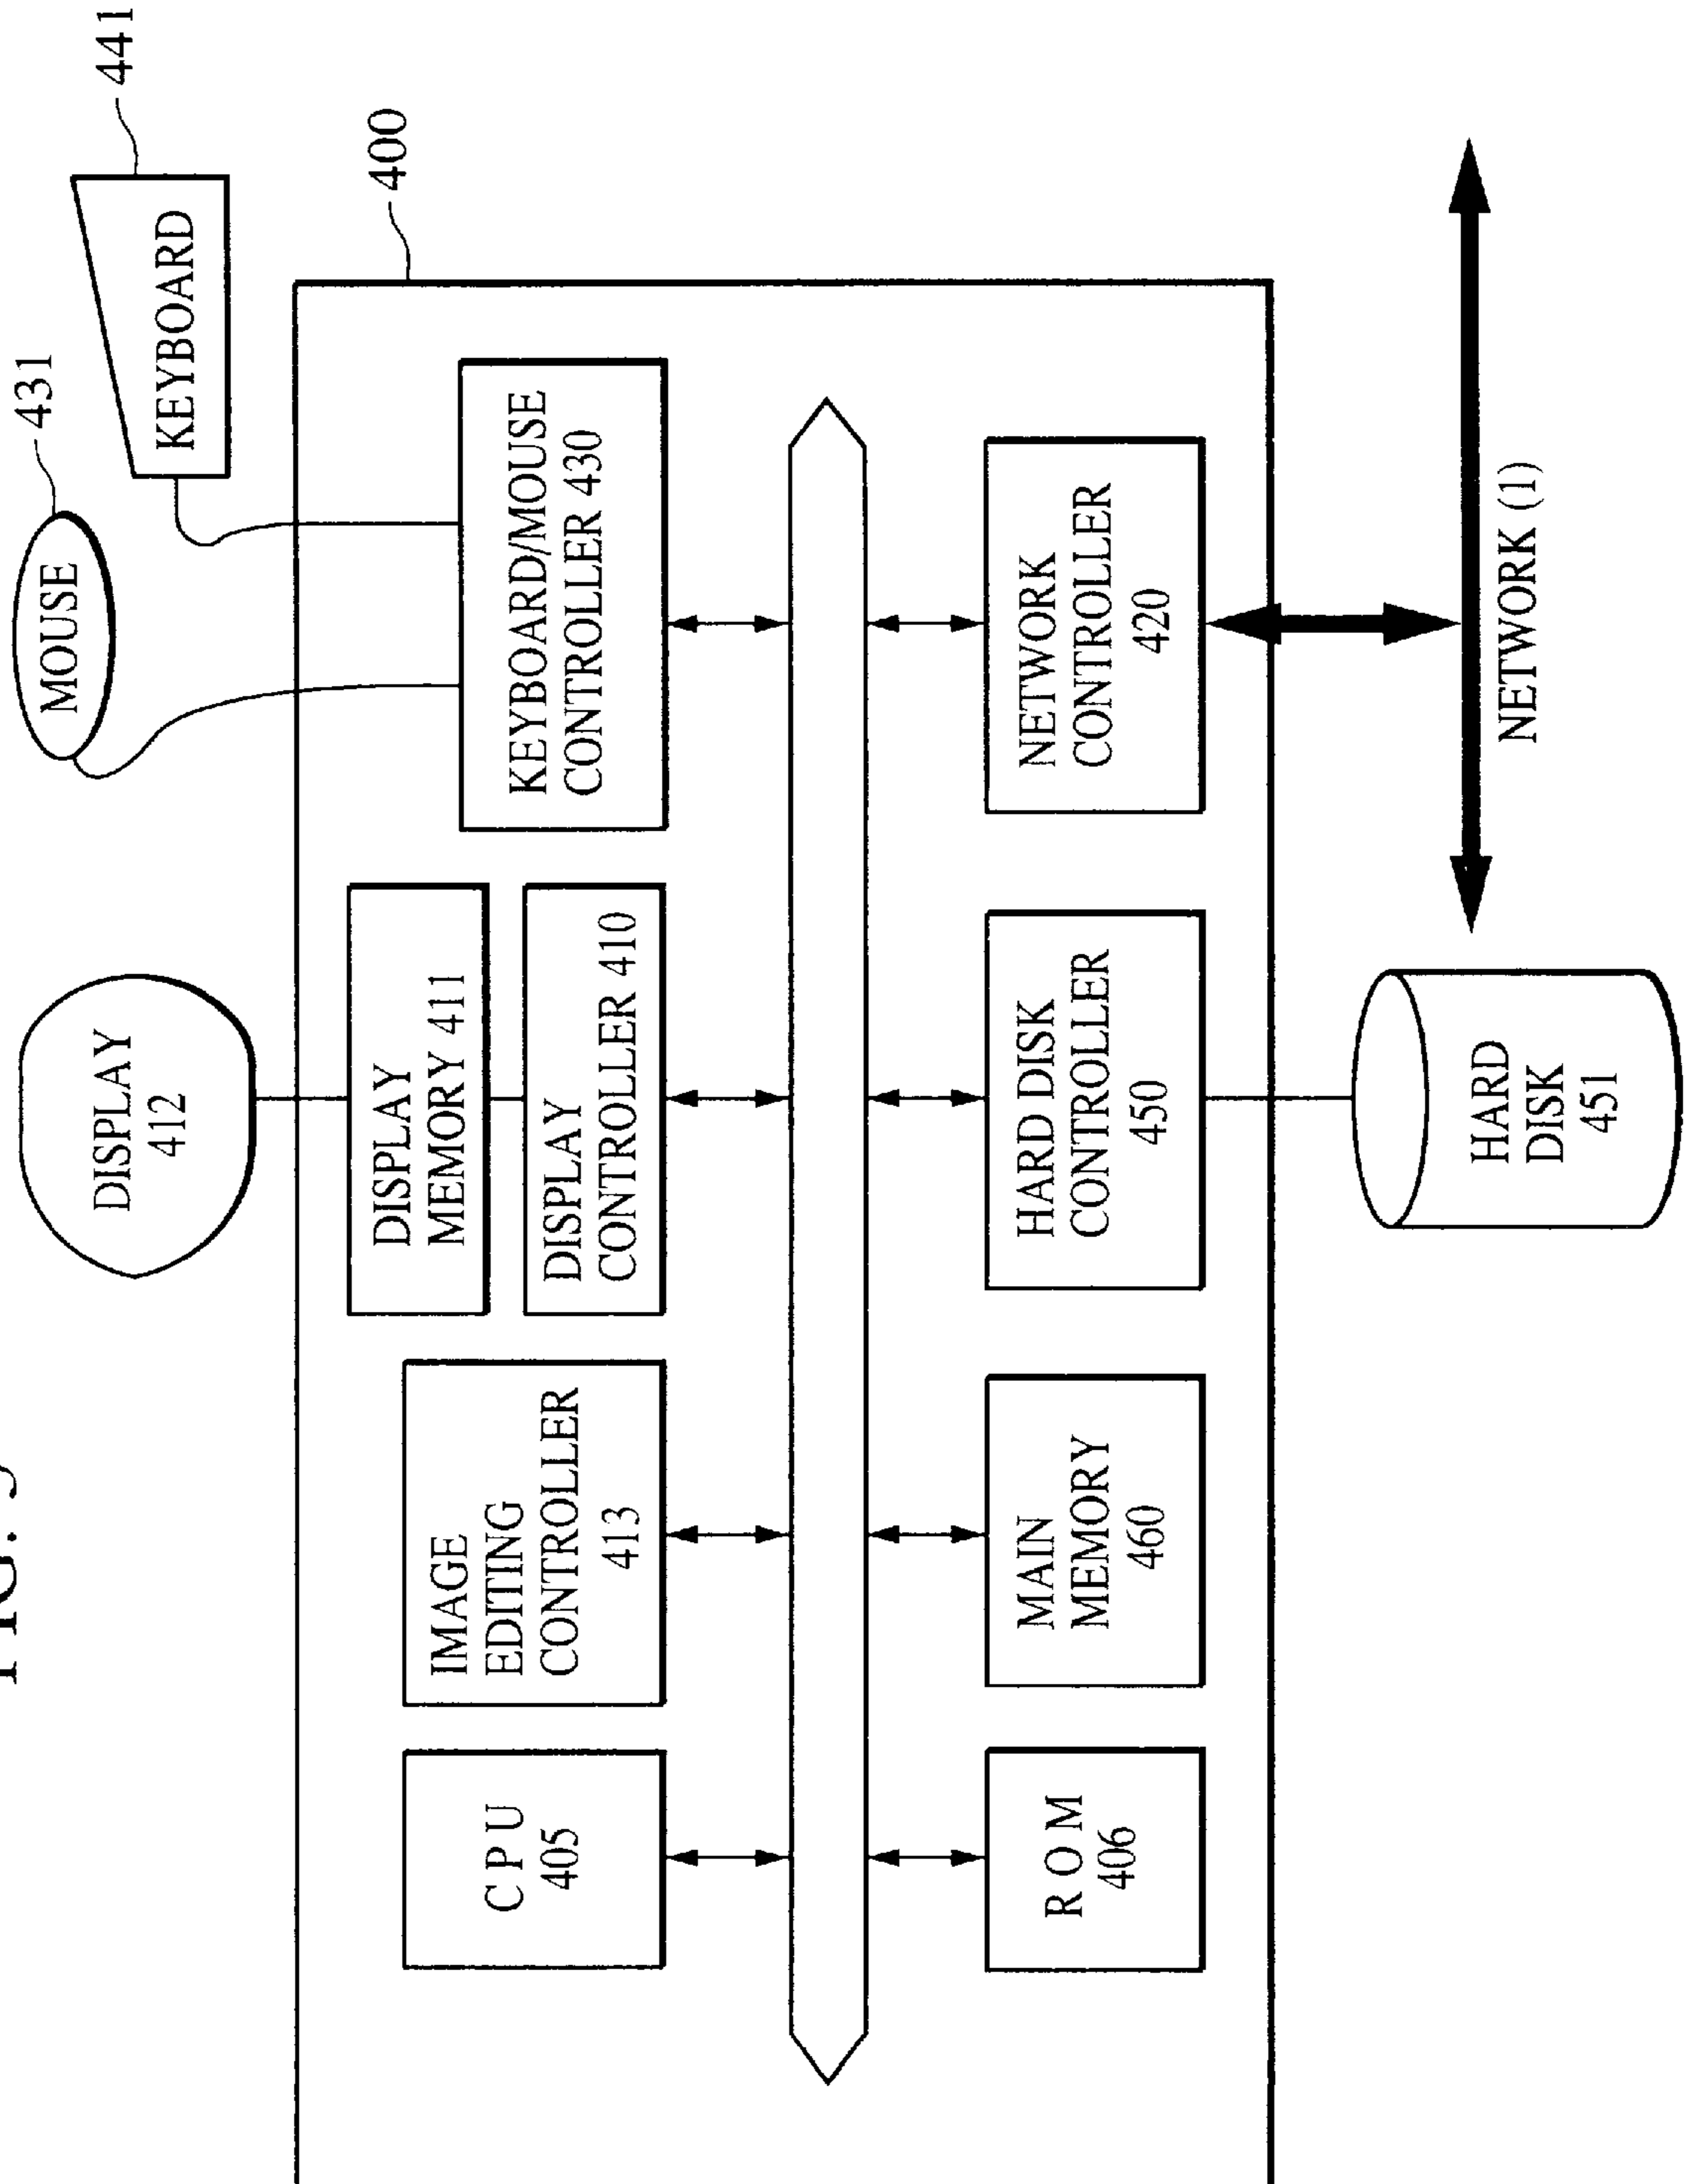 431
441
MOUSE
KEYBOARD
400
DISPLAY
412
DISPLAY
MEMORY 411
DISPLAY
CONTROLLER 410
KEYBOARD/MOUSE
CONTROLLER 430
IMAGE
EDITING
CONTROLLER
413
C P U
405
R O M
406
MAIN
MEMORY
460
HARD DISK
CONTROLLER
450
NETWORK
CONTROLLER
420
HARD
DISK
451
NETWORK (1)